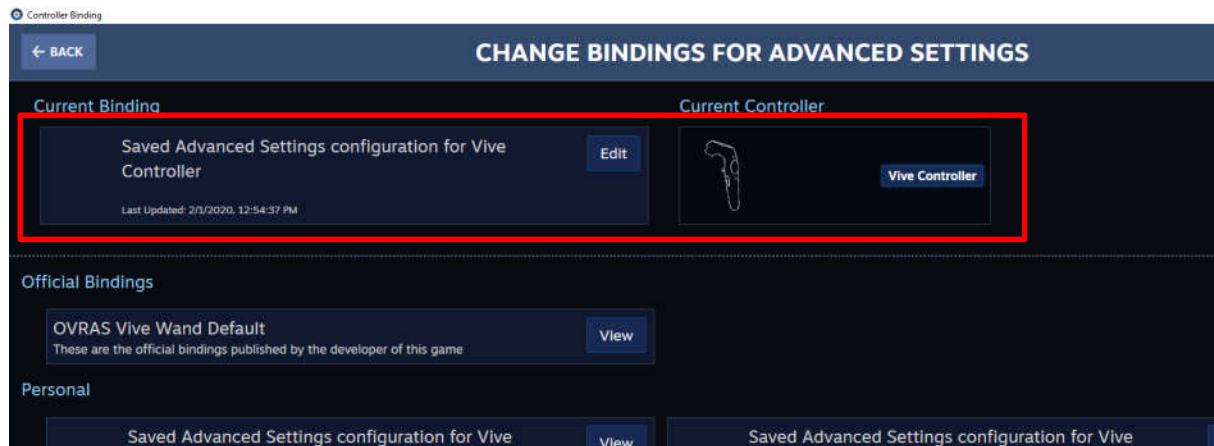 Controller Binding
← BACK
CHANGE BINDINGS FOR ADVANCED SETTINGS
Current Binding
Current Controller
Saved Advanced Settings configuration for Vive
Controller
Edit
Last Updated: 2/1/2020, 12:54:37 PM
Vive Controller
Official Bindings
OVRAS Vive Wand Default
These are the official bindings published by the developer of this game
View
Personal
Saved Advanced Settings configuration for Vive
View
Saved Advanced Settings configuration for Vive